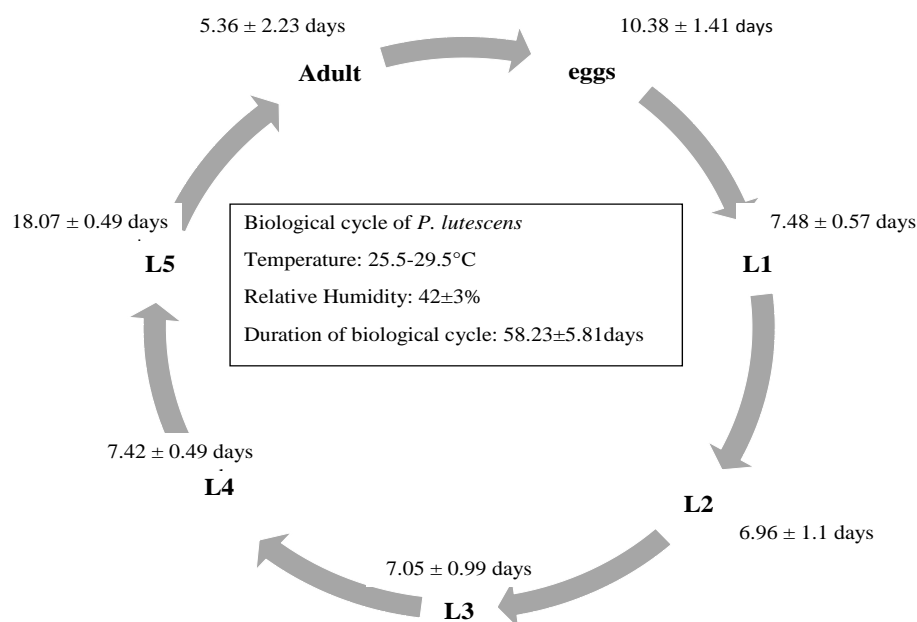 5.36 ± 2.23 days
10.38 ± 1.41 days
Adult
eggs
18.07 ± 0.49 days
7.48 ± 0.57 days
L5
L1
Biological cycle of P. lutescens
Temperature: 25.5-29.5°C
Relative Humidity: 42±3%
Duration of biological cycle: 58.23±5.81days
7.42 ± 0.49 days
L4
L2
6.96 ± 1.1 days
7.05 ± 0.99 days
L3